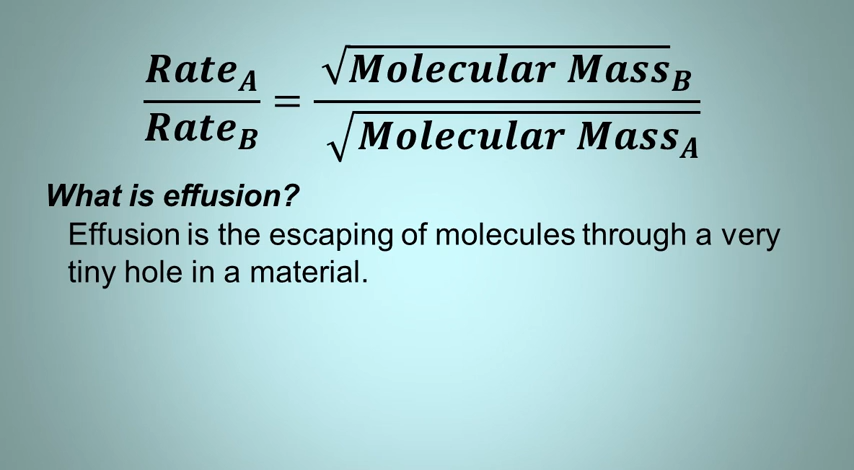 Rate_A / Rate_B = √Molecular Mass_B / √Molecular Mass_A
What is effusion?
Effusion is the escaping of molecules through a very
tiny hole in a material.